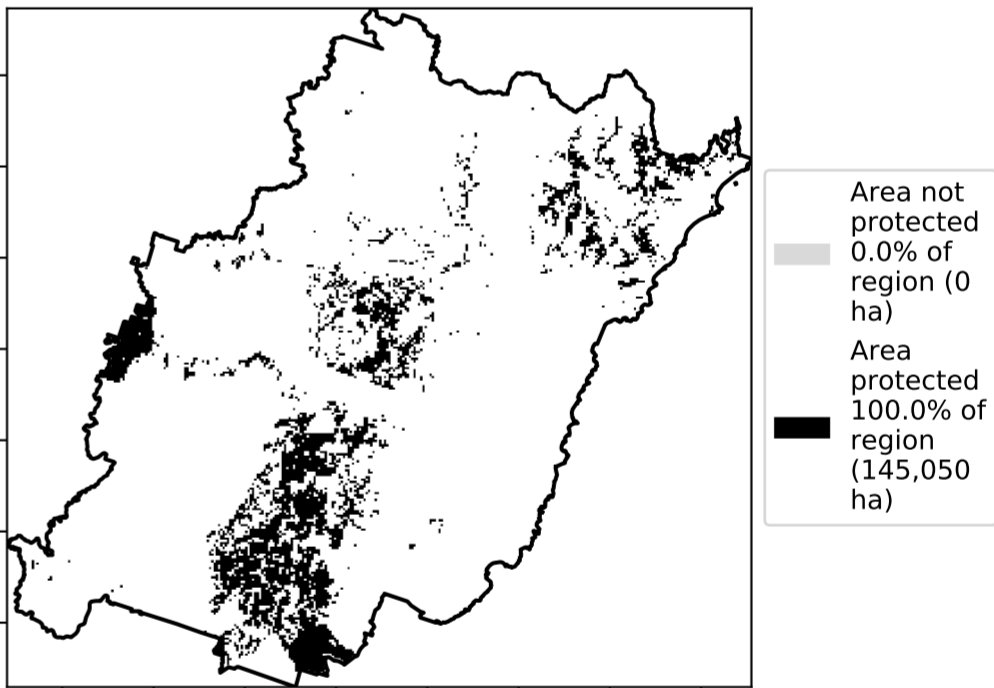 Area not
protected
0.0% of
region (0
ha)
Area
protected
100.0% of
region
(145,050
ha)